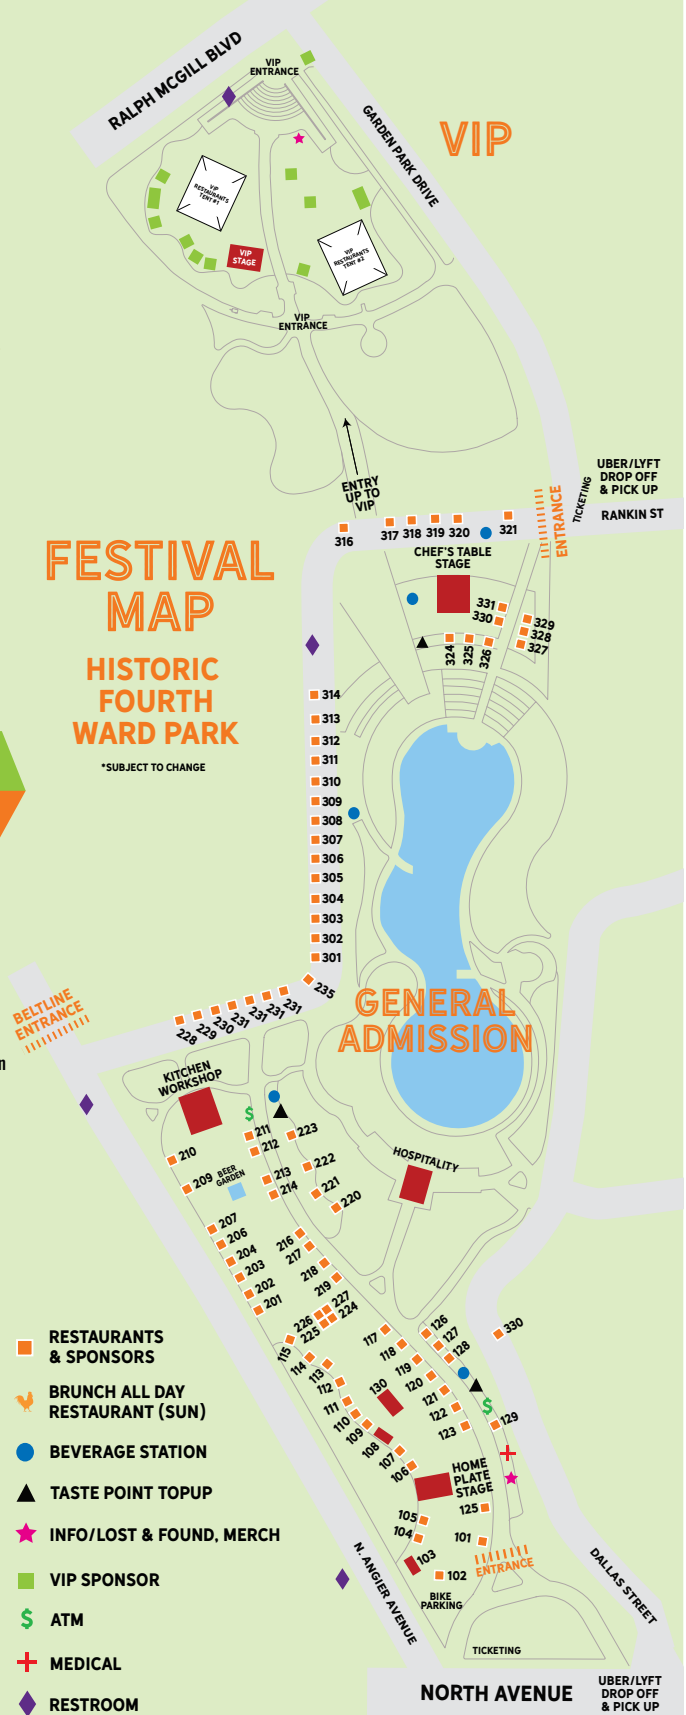 RALPH MCGILL BLVD
VIP
ENTRANCE
GARDEN PARK DRIVE
VIP
VIP
RESTAURANTS
TENT #1
VIP
STAGE
VIP
RESTAURANTS
TENT #2
VIP
ENTRANCE
ENTRY
UP TO
VIP
UBER/LYFT
DROP OFF
& PICK UP
TICKETING
ENTRANCE
RANKIN ST
316
317 318 319 320
321
CHEF'S TABLE
STAGE
331
330
329
328
327
324
325
326
FESTIVAL
MAP
HISTORIC
FOURTH
WARD PARK
*SUBJECT TO CHANGE
314
313
312
311
310
309
308
307
306
305
304
303
302
301
235
228
229
230
231
231
231
231
BELTLINE
ENTRANCE
n
GENERAL
ADMISSION
KITCHEN
WORKSHOP
$
211
212
223
210
209
BEER
GARDEN
213
214
222
221
220
HOSPITALITY
207
206
204
203
202
201
216
217
218
219
227
224
226
225
115
114
113
112
111
110
109
108
107
106
130
117
118
119
120
121
122
123
126
127
128
330
$
129
HOME
PLATE
STAGE
125
105
104
103
101
102
ENTRANCE
BIKE
PARKING
N. ANGIER AVENUE
DALLAS STREET
TICKETING
NORTH AVENUE
UBER/LYFT
DROP OFF
& PICK UP
RESTAURANTS
& SPONSORS
BRUNCH ALL DAY
RESTAURANT (SUN)
BEVERAGE STATION
TASTE POINT TOPUP
INFO/LOST & FOUND, MERCH
VIP SPONSOR
$ ATM
MEDICAL
RESTROOM